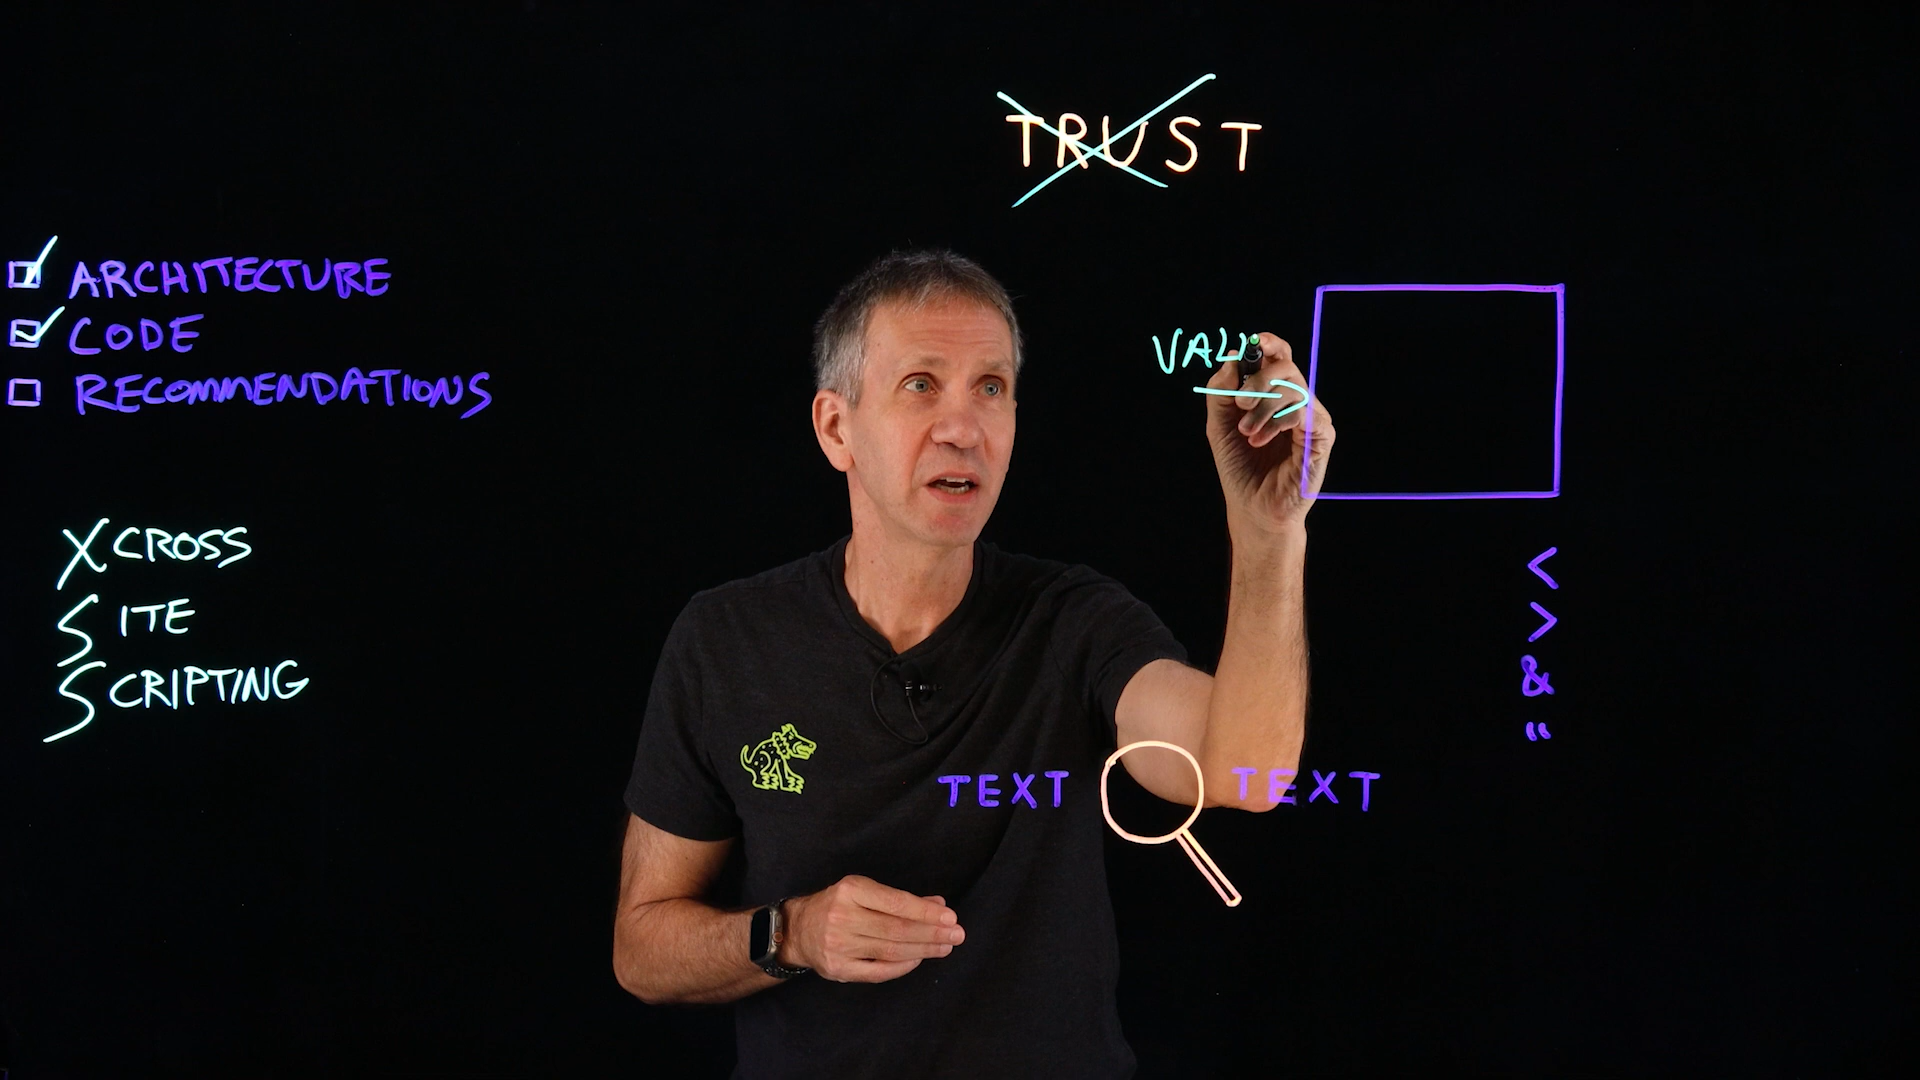 TRUST
ARCHITECTURE
CODE
RECOMMENDATIONS
VALI
X CROSS
SITE
SCRIPTING
<
>
&
"
TEXT TEXT